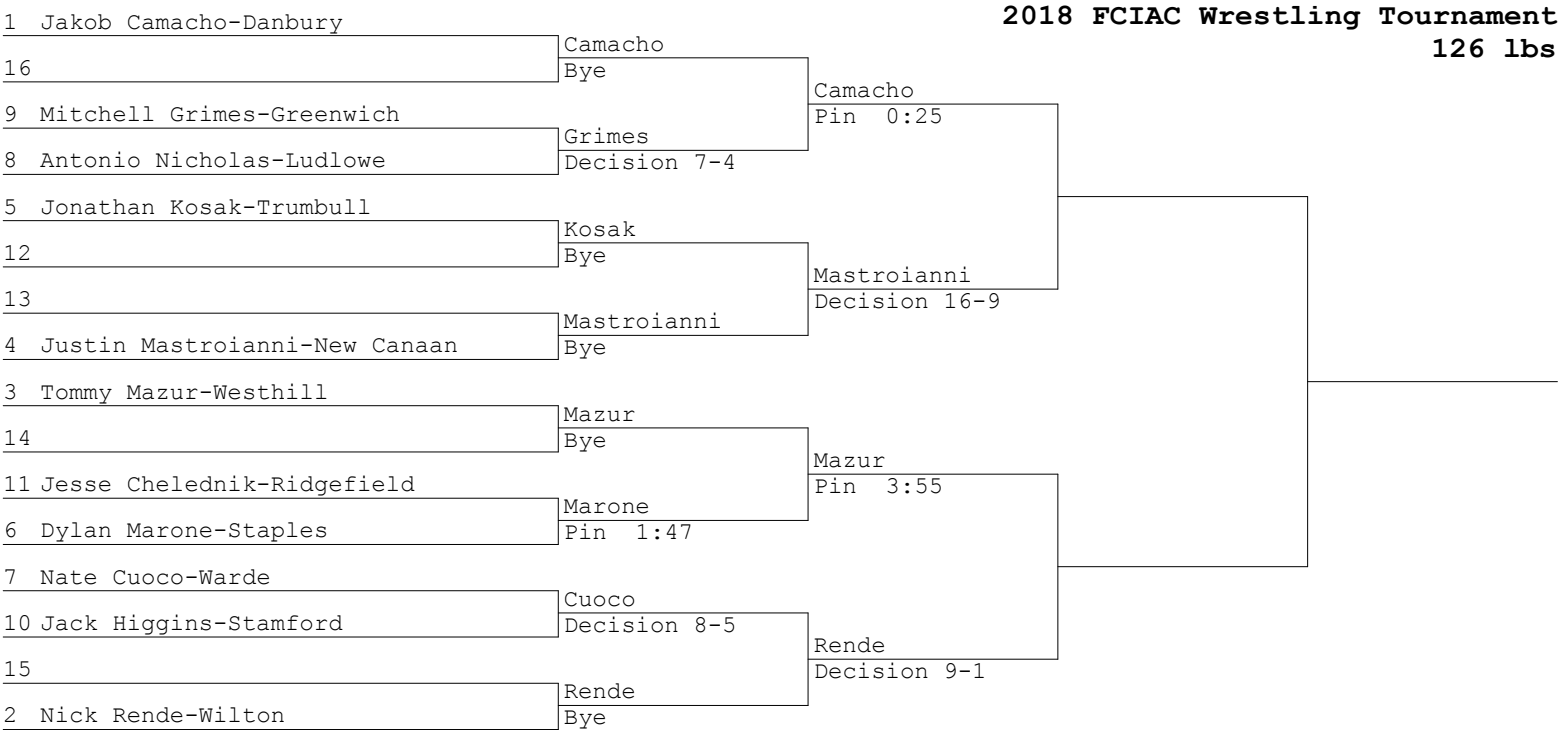 2018 FCIAC Wrestling Tournament
126 lbs
1 Jakob Camacho-Danbury
16
9 Mitchell Grimes-Greenwich
8 Antonio Nicholas-Ludlowe
5 Jonathan Kosak-Trumbull
12
13
4 Justin Mastroianni-New Canaan
3 Tommy Mazur-Westhill
14
11 Jesse Chelednik-Ridgefield
6 Dylan Marone-Staples
7 Nate Cuoco-Warde
10 Jack Higgins-Stamford
15
2 Nick Rende-Wilton
Camacho
Bye
Grimes
Decision 7-4
Kosak
Bye
Mastroianni
Bye
Mazur
Bye
Marone
Pin 1:47
Cuoco
Decision 8-5
Rende
Bye
Camacho
Pin 0:25
Mastroianni
Decision 16-9
Mazur
Pin 3:55
Rende
Decision 9-1